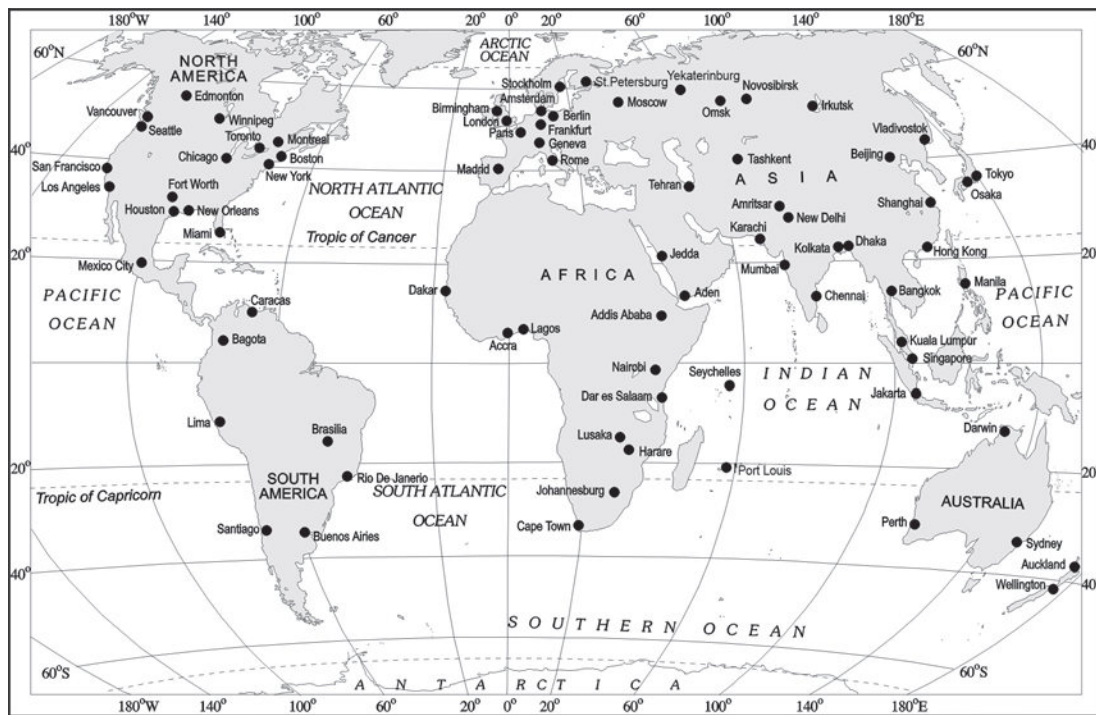 180°W 140° 100° 60° 20° 0° 20° 60° 100° 140° 180°E
60°N
60°N
ARCTIC
OCEAN
NORTH
AMERICA
Edmonton
Stockholm
St.Petersburg
Yekaterinburg
Novosibirsk
Amsterdam
Moscow
Omsk
Irkutsk
Vancouver
Seattle
Winnipeg
Birmingham
London
Berlin
Toronto
Montreal
Paris
Frankfurt
Vladivostok
40°
Chicago
Boston
Geneva
40°
San Francisco
New York
Madrid
Rome
Tashkent
Beijing
Los Angeles
Fort Worth
NORTH ATLANTIC
OCEAN
Tehran
A S I A
Tokyo
Osaka
Houston
New Orleans
Amritsar
New Delhi
Shanghai
Miami
Tropic of Cancer
Karachi
Kolkata
Dhaka
Hong Kong
20°
20°
Mexico City
AFRICA
Jedda
Mumbai
PACIFIC
OCEAN
Dakar
Aden
Chennai
Bangkok
Manila
PACIFIC
OCEAN
Caracas
Addis Ababa
Bagota
Accra
Lagos
Kuala Lumpur
Singapore
Nairobi
Seychelles
INDIAN
OCEAN
Dar es Salaam
Jakarta
Lima
Brasilia
Lusaka
Harare
Darwin
20°
20°
SOUTH
AMERICA
Rio De Janerio
Port Louis
Tropic of Capricorn
SOUTH ATLANTIC
OCEAN
Johannesburg
AUSTRALIA
Santiago
Buenos Airies
Cape Town
Perth
Sydney
Auckland
40°
Wellington
40°
SOUTHERN OCEAN
60°S
60°S
ANTARCTICA
180°W 140° 100° 60° 20° 0° 20° 60° 100° 140° 180°E